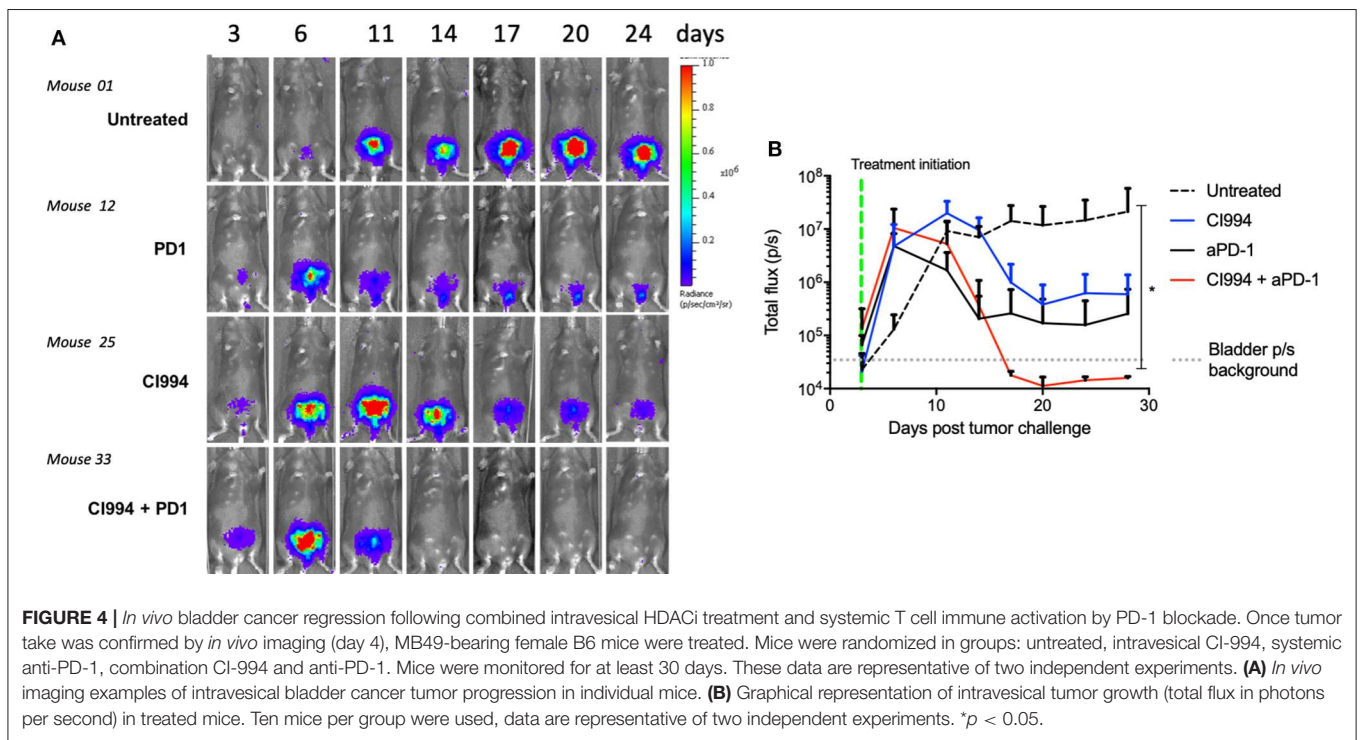 A
3 6 11 14 17 20 24 days
Mouse 01
Untreated
Mouse 12
PD1
Mouse 25
CI994
Mouse 33
CI994 + PD1
1.0
0.8
0.6
x10⁶
0.4
0.2
Radiance
(p/sec/cm²/sr)
B
Treatment initiation
10⁸
10⁷
10⁶
10⁵
10⁴
Total flux (p/s)
0 10 20 30
Days post tumor challenge
*
Untreated
CI994
aPD-1
CI994 + aPD-1
Bladder p/s
background
FIGURE 4 | In vivo bladder cancer regression following combined intravesical HDACi treatment and systemic T cell immune activation by PD-1 blockade. Once tumor
take was confirmed by in vivo imaging (day 4), MB49-bearing female B6 mice were treated. Mice were randomized in groups: untreated, intravesical CI-994, systemic
anti-PD-1, combination CI-994 and anti-PD-1. Mice were monitored for at least 30 days. These data are representative of two independent experiments. (A) In vivo
imaging examples of intravesical bladder cancer tumor progression in individual mice. (B) Graphical representation of intravesical tumor growth (total flux in photons
per second) in treated mice. Ten mice per group were used, data are representative of two independent experiments. *p < 0.05.